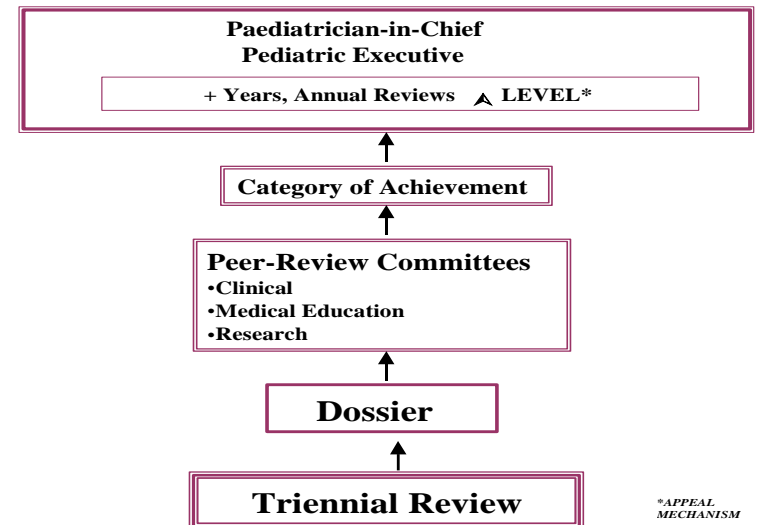 Paediatrician-in-Chief
Pediatric Executive
+ Years, Annual Reviews LEVEL*
Category of Achievement
Peer-Review Committees
•Clinical
•Medical Education
•Research
Dossier
Triennial Review
*APPEAL
MECHANISM